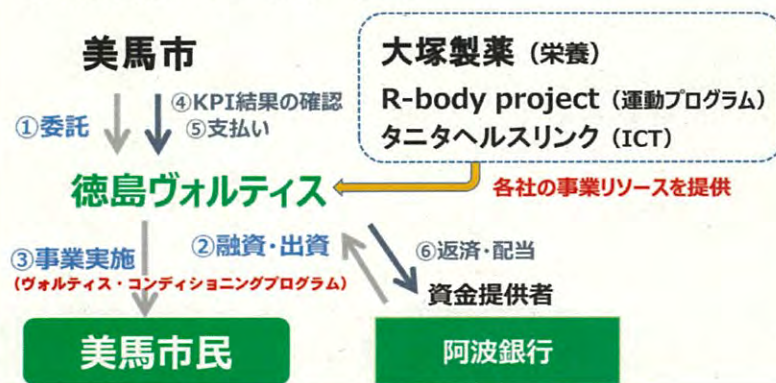 美馬市
大塚製薬（栄養）
R-body project（運動プログラム）
タニタヘルスリンク（ICT）
①委託
④KPI結果の確認
⑤支払い
徳島ヴォルティス
各社の事業リソースを提供
③事業実施
（ヴォルティス・コンディショニングプログラム）
②融資・出資
⑥返済・配当
資金提供者
美馬市民
阿波銀行